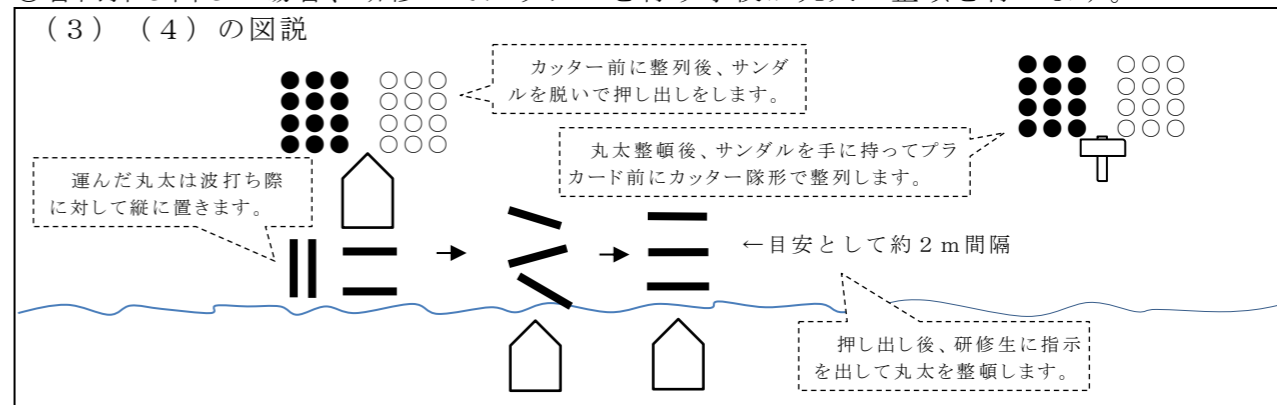 （3）（4）の図説
カッター前に整列後、サンダ
ルを脱いで押し出しをします。
丸太整頓後、サンダルを手に持ってプラ
カード前にカッター隊形で整列します。
運んだ丸太は波打ち際
に対して縦に置きます。
←目安として約２ｍ間隔
押し出し後、研修生に指示
を出して丸太を整頓します。